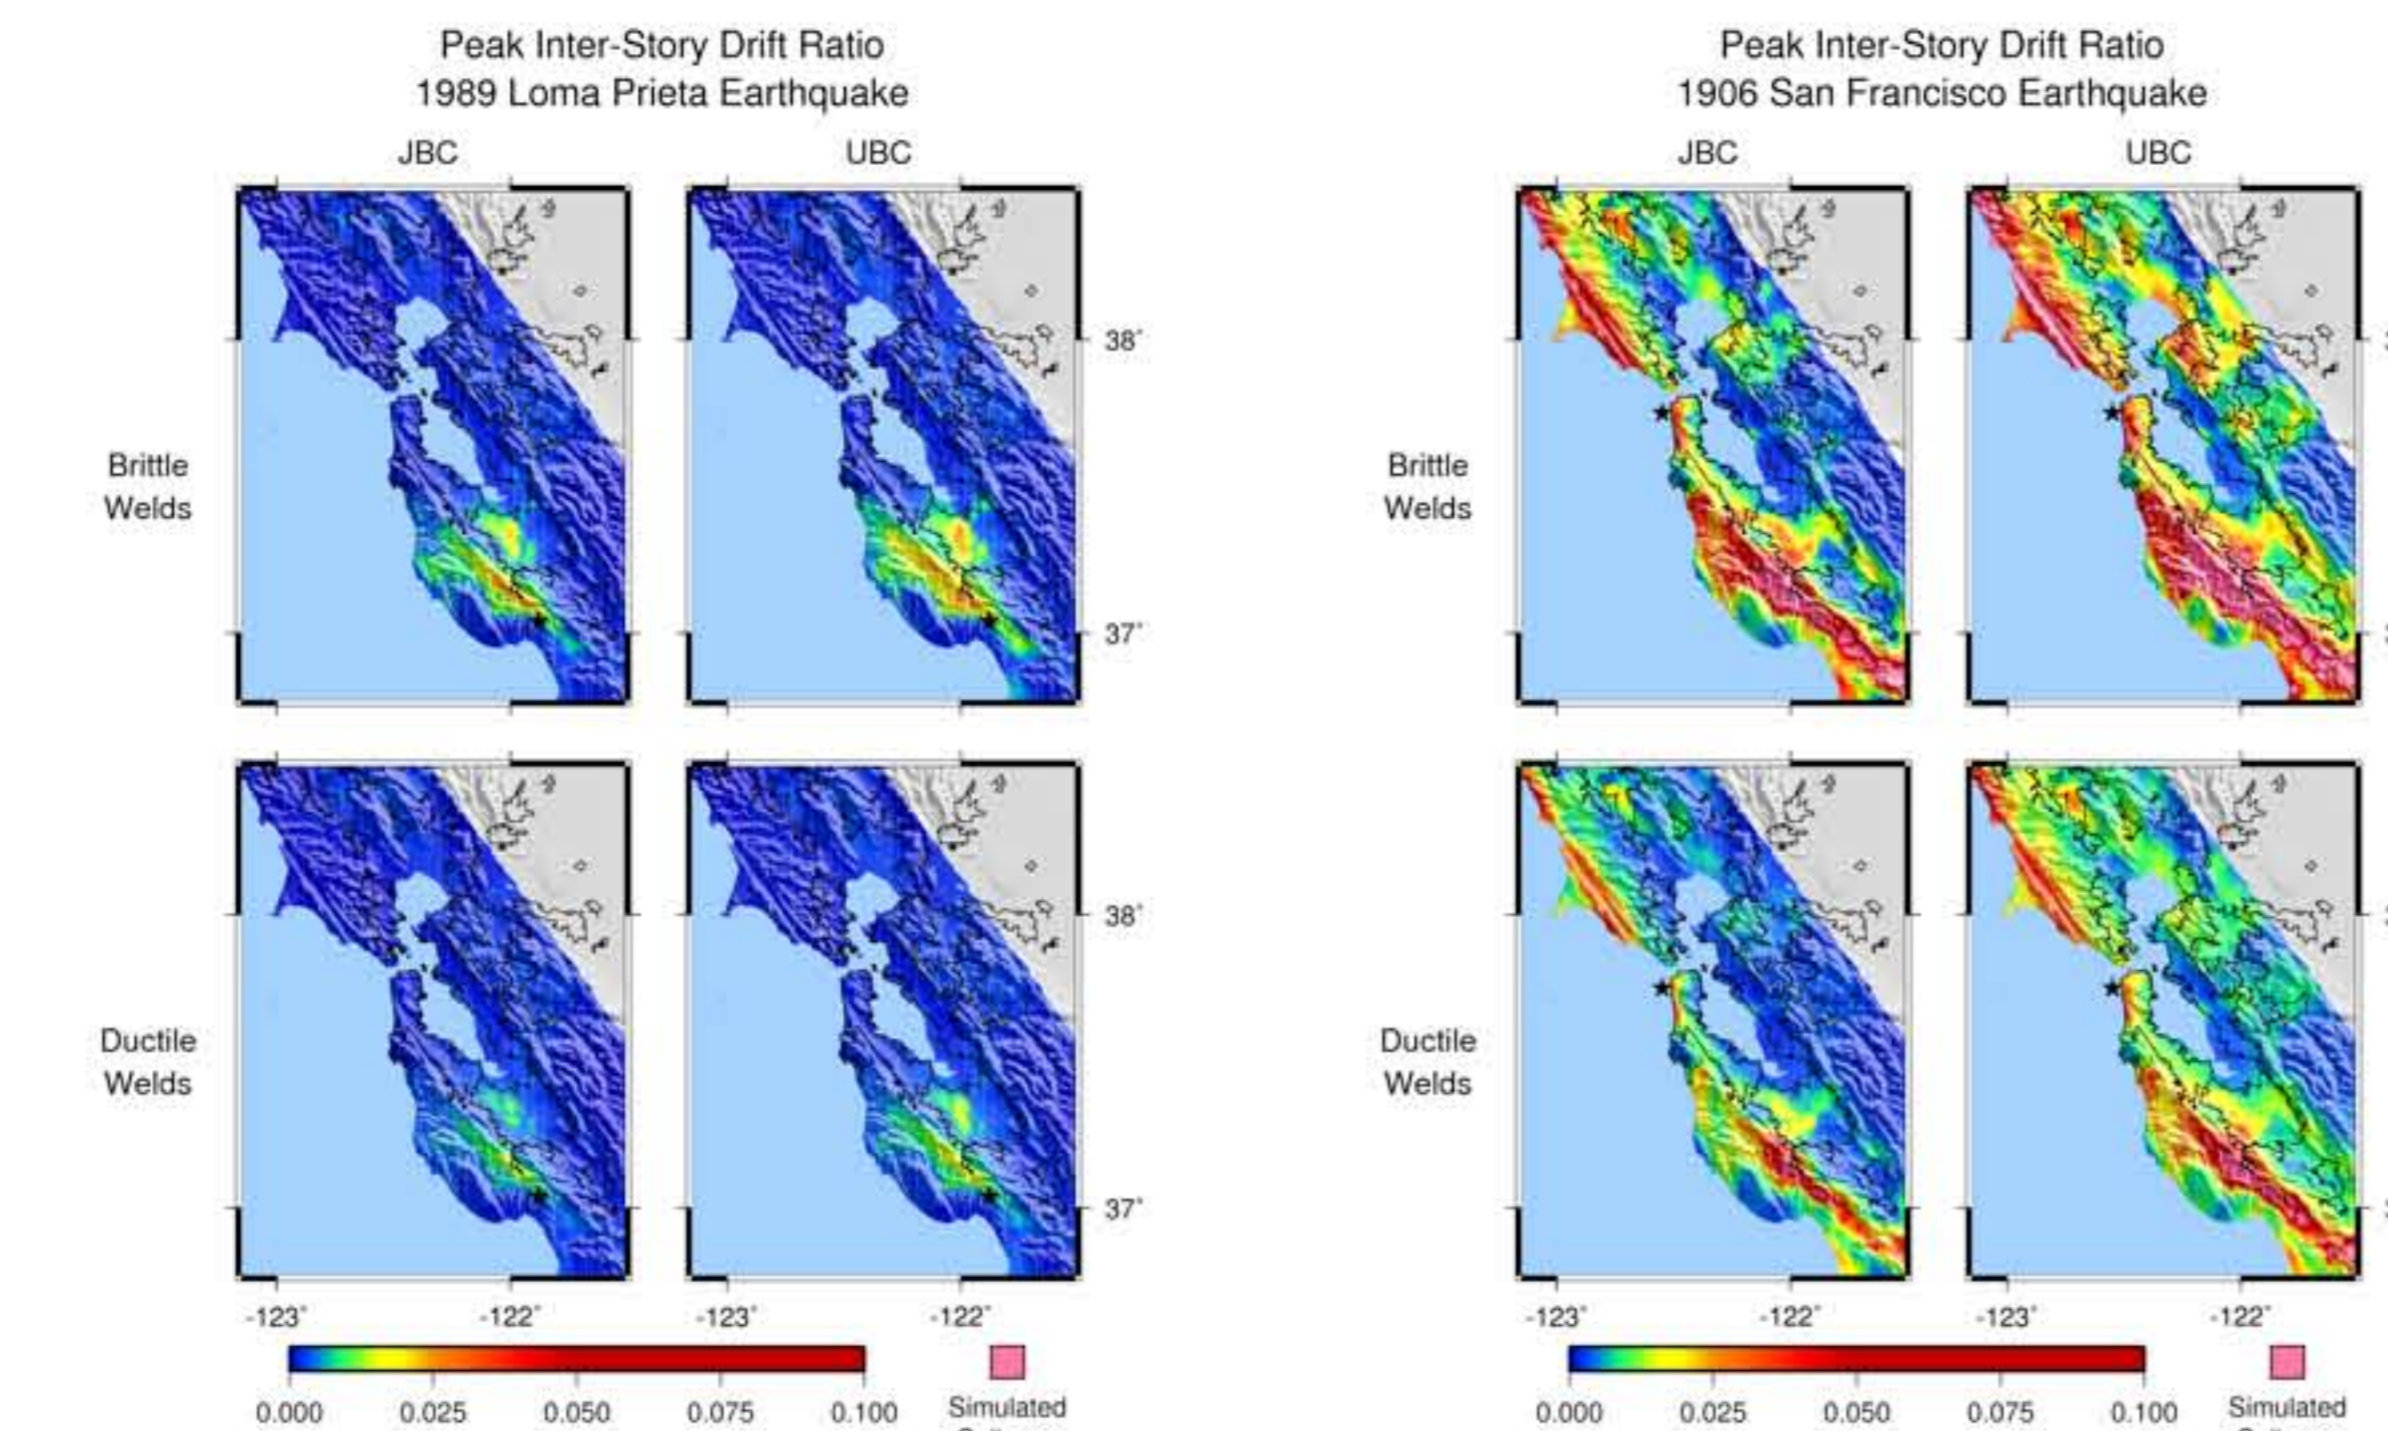 Peak Inter-Story Drift Ratio
1989 Loma Prieta Earthquake
JBC UBC
Brittle
Welds
38°
37°
Ductile
Welds
38°
37°
-123° -122° -123° -122°
0.000 0.025 0.050 0.075 0.100
Simulated
Peak Inter-Story Drift Ratio
1906 San Francisco Earthquake
JBC UBC
Brittle
Welds
Ductile
Welds
-123° -122° -123° -122°
0.000 0.025 0.050 0.075 0.100
Simulated